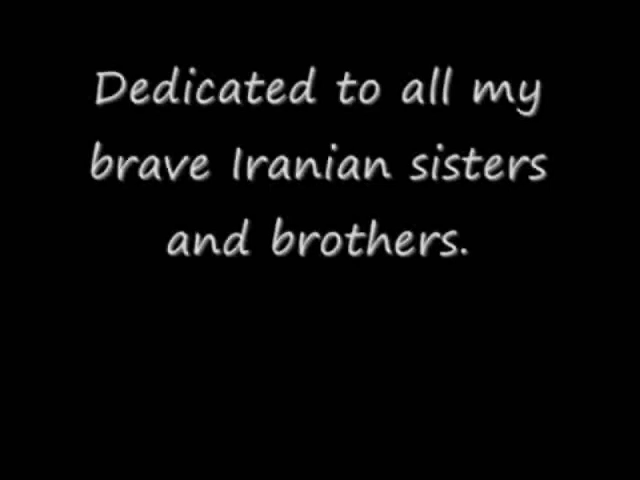 Dedicated to all my
brave Iranian sisters
and brothers.